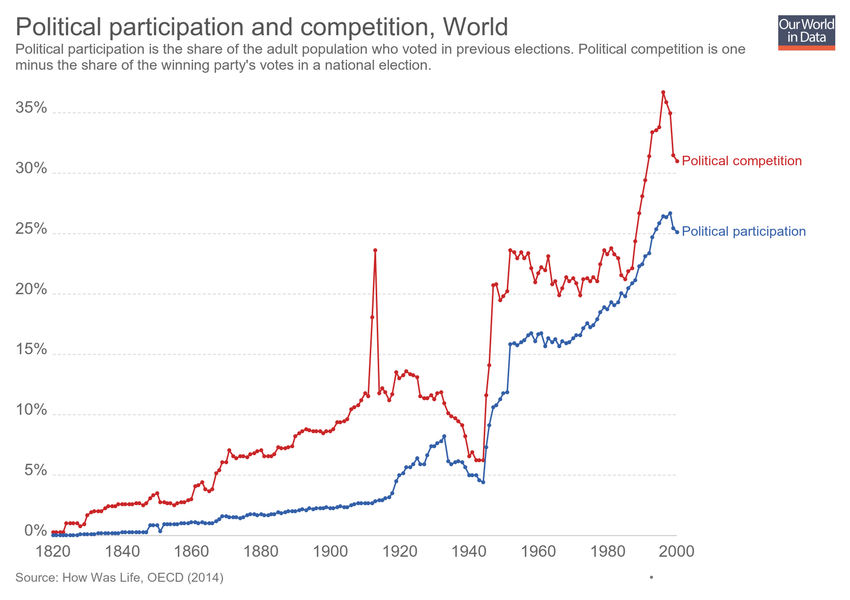 Political participation and competition, World
Political participation is the share of the adult population who voted in previous elections. Political competition is one
minus the share of the winning party's votes in a national election.
Our World
in Data
35%
30%
25%
20%
15%
10%
5%
0%
Political competition
Political participation
1820 1840 1860 1880 1900 1920 1940 1960 1980 2000
Source: How Was Life, OECD (2014)